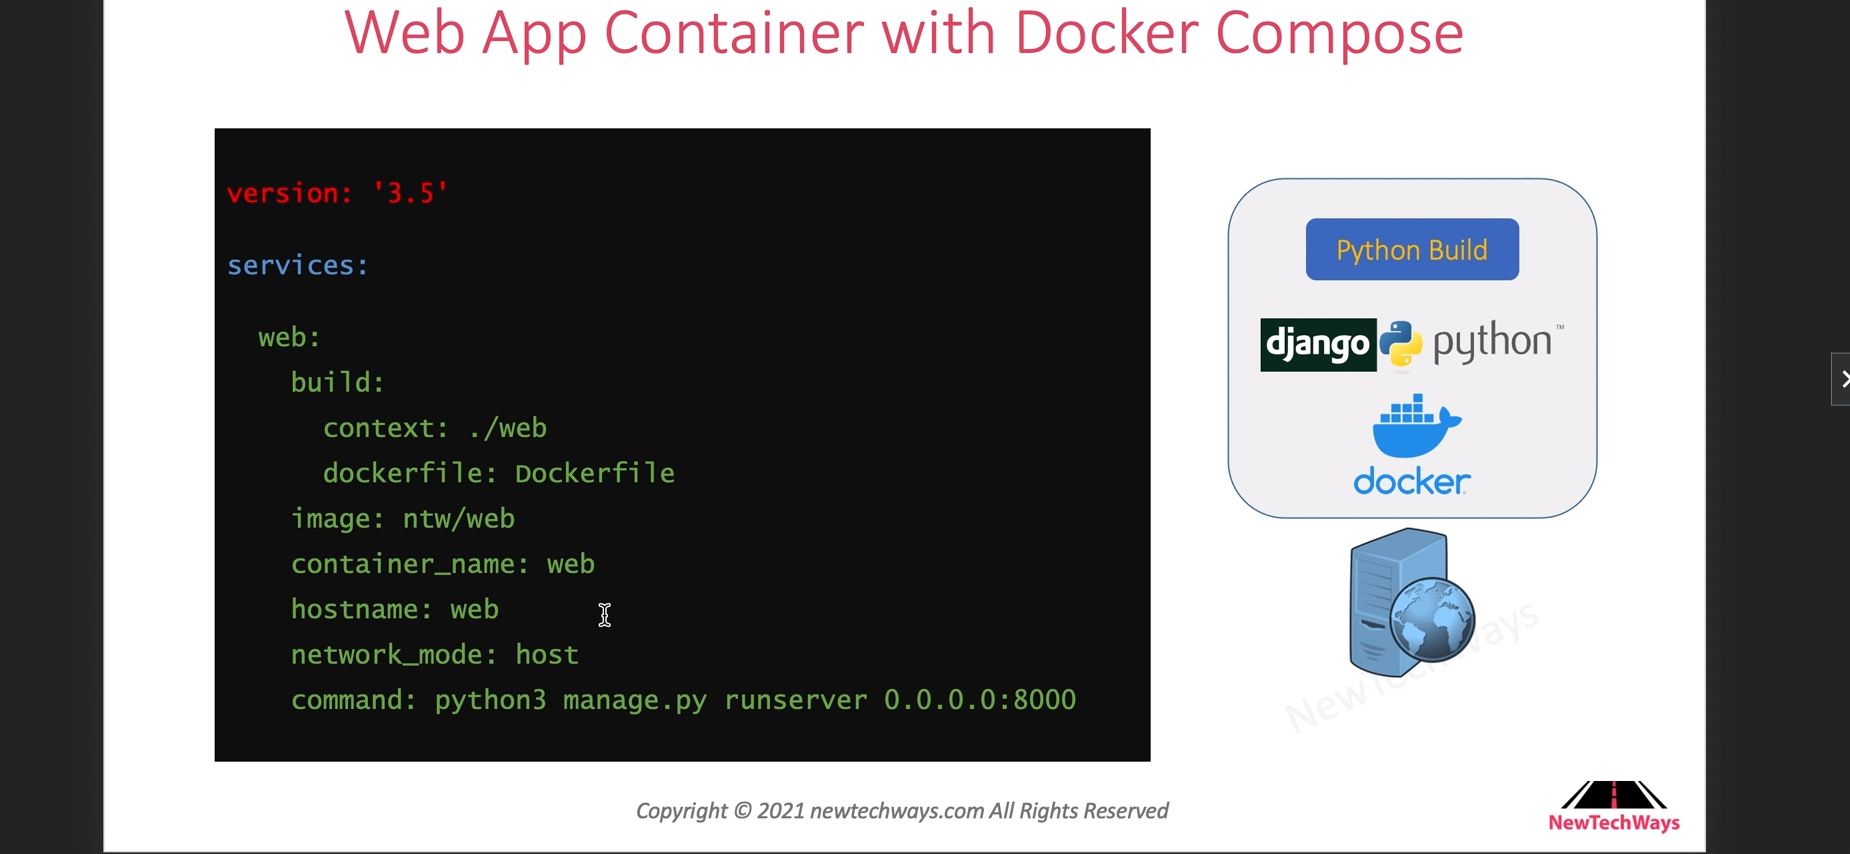 Web App Container with Docker Compose
version: '3.5'
services:
web:
build:
context: ./web
dockerfile: Dockerfile
image: ntw/web
container_name: web
hostname: web
network_mode: host
command: python3 manage.py runserver 0.0.0.0:8000
Python Build
django
python™
docker
NewTechWays
Copyright © 2021 newtechways.com All Rights Reserved
NewTechWays